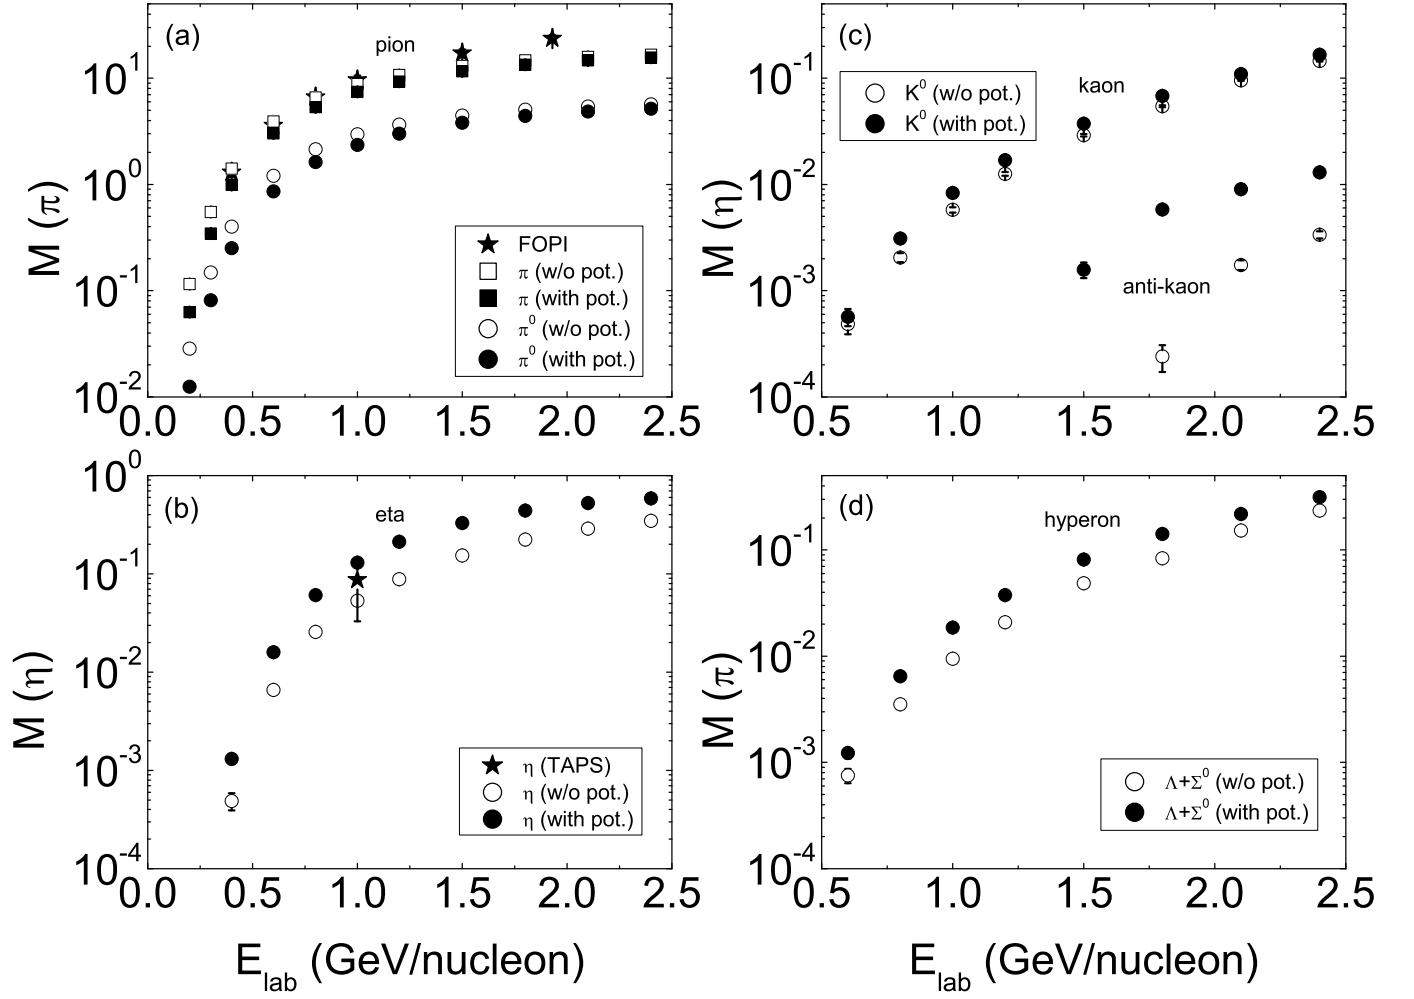 (a)
pion
M (π)
10^1
10^0
10^-1
10^-2
FOPI
π (w/o pot.)
π (with pot.)
π^0 (w/o pot.)
π^0 (with pot.)
0.0 0.5 1.0 1.5 2.0 2.5
(c)
kaon
K^0 (w/o pot.)
K^0 (with pot.)
anti-kaon
M (η)
10^-1
10^-2
10^-3
10^-4
0.5 1.0 1.5 2.0 2.5
(b)
eta
M (η)
10^0
10^-1
10^-2
10^-3
10^-4
η (TAPS)
η (w/o pot.)
η (with pot.)
0.0 0.5 1.0 1.5 2.0 2.5
E_lab (GeV/nucleon)
(d)
hyperon
M (π)
10^-1
10^-2
10^-3
10^-4
Λ+Σ^0 (w/o pot.)
Λ+Σ^0 (with pot.)
0.5 1.0 1.5 2.0 2.5
E_lab (GeV/nucleon)